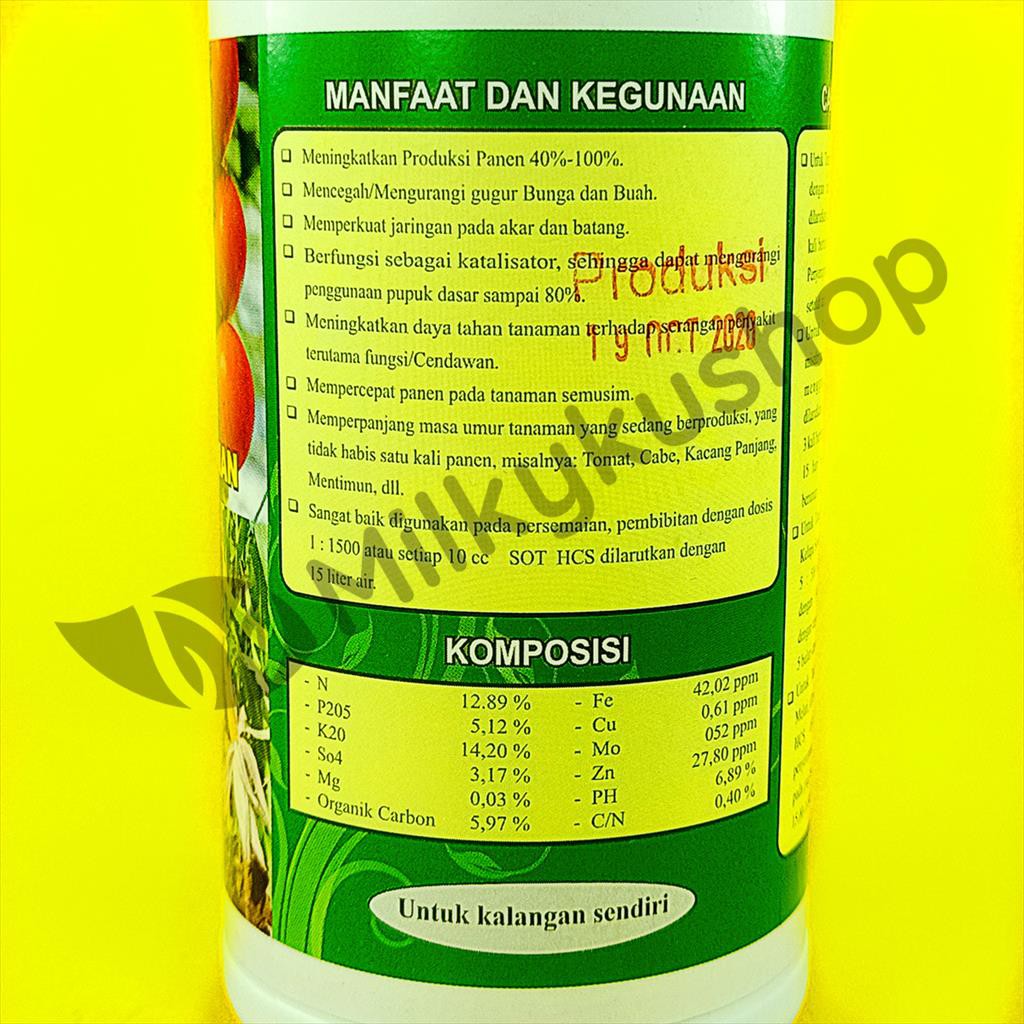 MANFAAT DAN KEGUNAAN
❏ Meningkatkan Produksi Panen 40%-100%.
❏ Mencegah/Mengurangi gugur Bunga dan Buah.
❏ Memperkuat jaringan pada akar dan batang.
❏ Berfungsi sebagai katalisator, sehingga dapat mengurangi
penggunaan pupuk dasar sampai 80%.
❏ Meningkatkan daya tahan tanaman terhadap serangan penyakit
terutama fungsi/Cendawan.
❏ Mempercepat panen pada tanaman semusim.
❏ Memperpanjang masa umur tanaman yang sedang berproduksi, yang
tidak habis satu kali panen, misalnya: Tomat, Cabe, Kacang Panjang,
Mentimun, dll.
❏ Sangat baik digunakan pada persemaian, pembibitan dengan dosis
1 : 1500 atau setiap 10 cc SOT HCS dilarutkan dengan
15 liter air.
Produksi
2020
Milkykushop
KOMPOSISI
- N 12.89 % - Fe 42,02 ppm
- P205 5,12 % - Cu 0,61 ppm
- K20 14,20 % - Mo 052 ppm
- So4 3,17 % - Zn 27,80 ppm
- Mg 0,03 % - PH 6,89 %
- Organik Carbon 5,97 % - C/N 0,40 %
Untuk kalangan sendiri